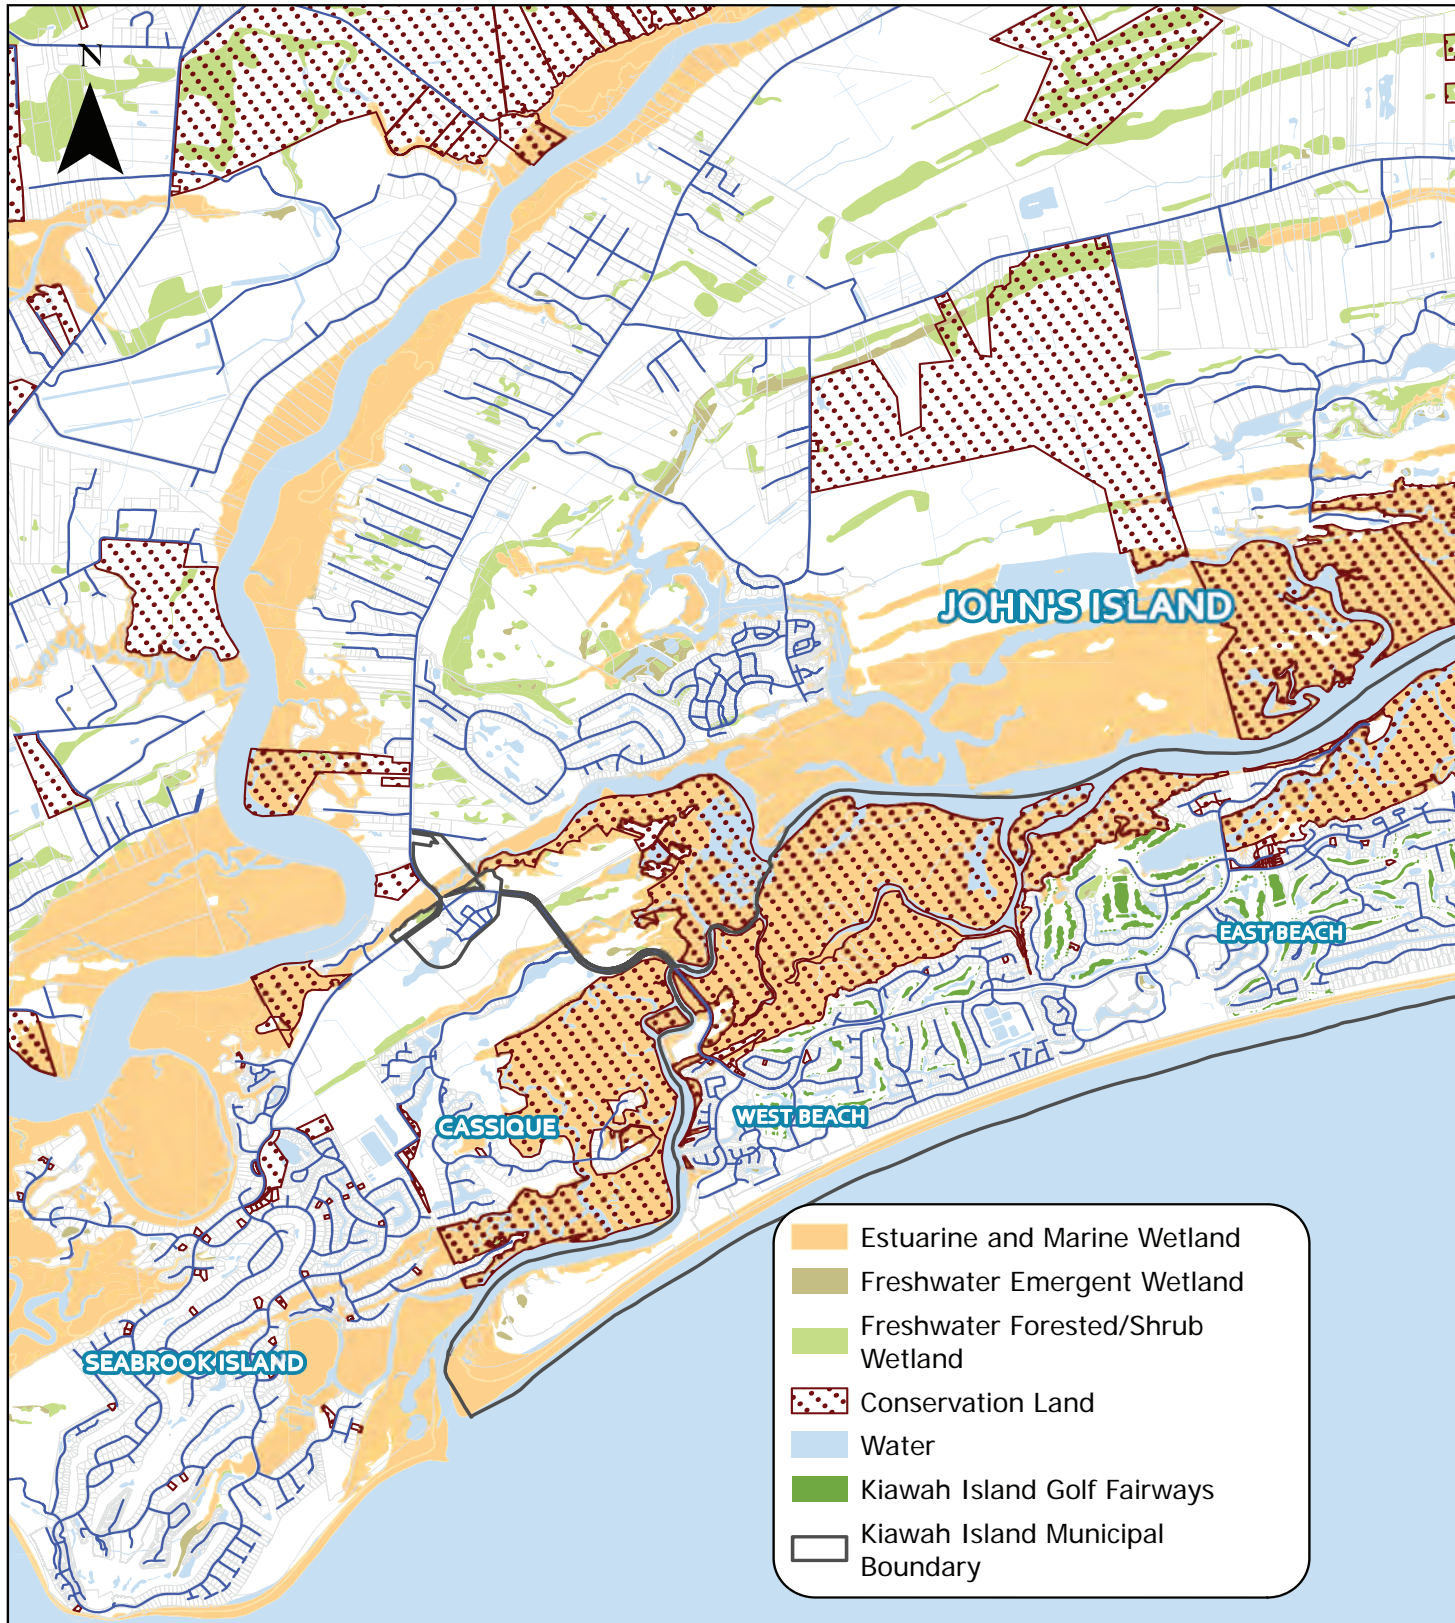 N
JOHN'S ISLAND
EAST BEACH
WEST BEACH
CASSIQUE
SEABROOK ISLAND
Estuarine and Marine Wetland
Freshwater Emergent Wetland
Freshwater Forested/Shrub
Wetland
Conservation Land
Water
Kiawah Island Golf Fairways
Kiawah Island Municipal
Boundary